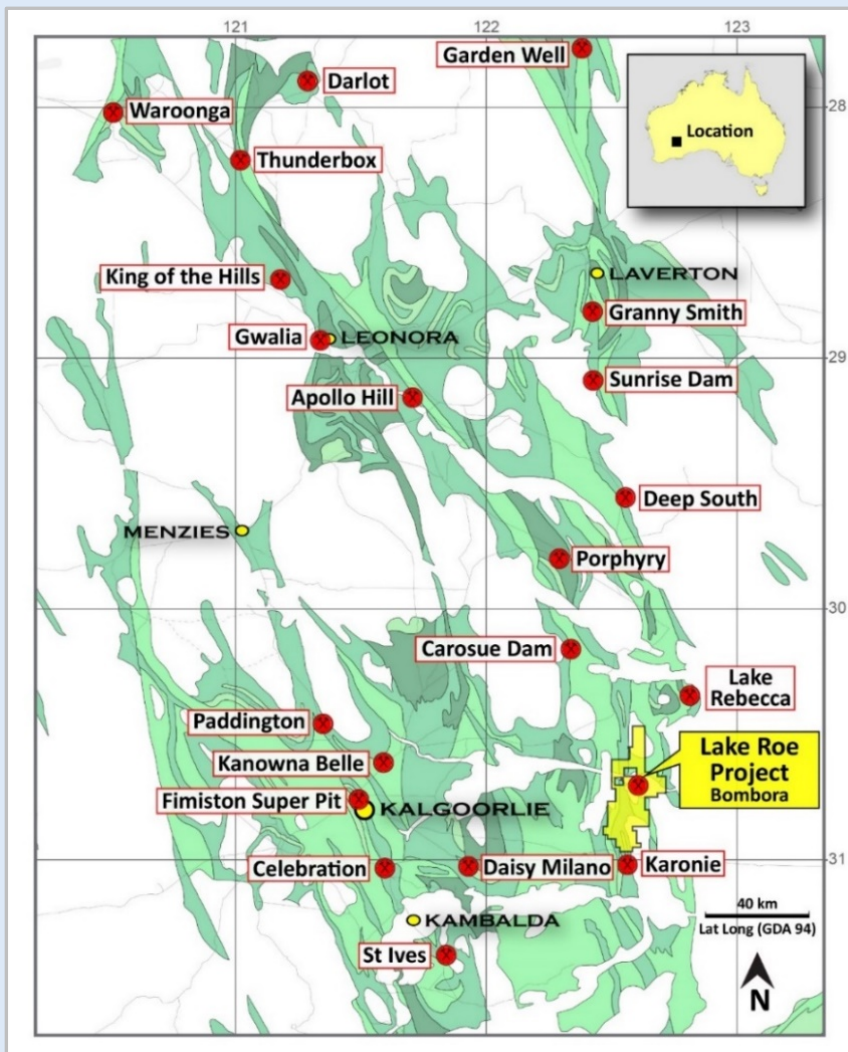 121
122
123
Garden Well
Darlot
28
Waroonga
Location
Thunderbox
King of the Hills
LAVERTON
Granny Smith
Gwalia
LEONORA
29
Sunrise Dam
Apollo Hill
Deep South
MENZIES
Porphyry
30
Carosue Dam
Lake
Rebecca
Paddington
Lake Roe
Project
Bombora
Kanowna Belle
Fimiston Super Pit
KALGOORLIE
31
Celebration
Daisy Milano
Karonie
40 km
Lat Long (GDA 94)
KAMBALDA
St Ives
N